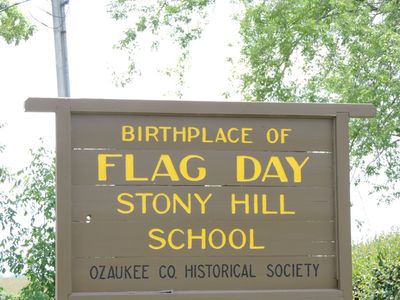 BIRTHPLACE OF
FLAG DAY
STONY HILL
SCHOOL
OZAUKEE CO. HISTORICAL SOCIETY